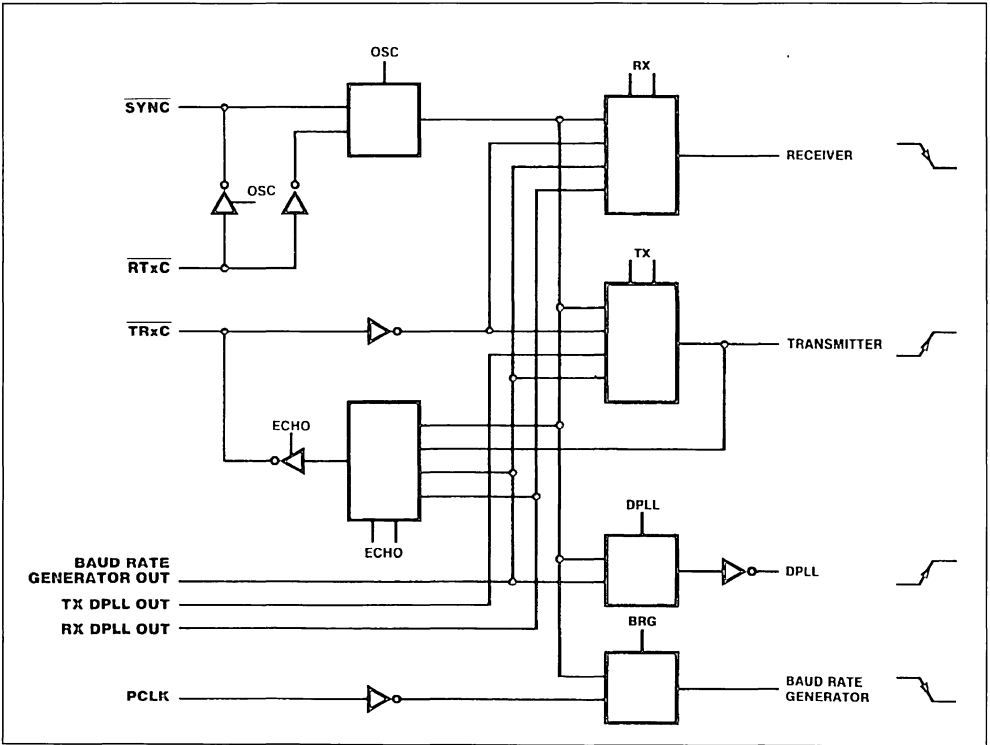 OSC
RX
SYNC
RECEIVER
OSC
RTxC
TX
TRxC
TRANSMITTER
ECHO
ECHO
DPLL
BAUD RATE
GENERATOR OUT
DPLL
TX DPLL OUT
RX DPLL OUT
BRG
PCLK
BAUD RATE
GENERATOR